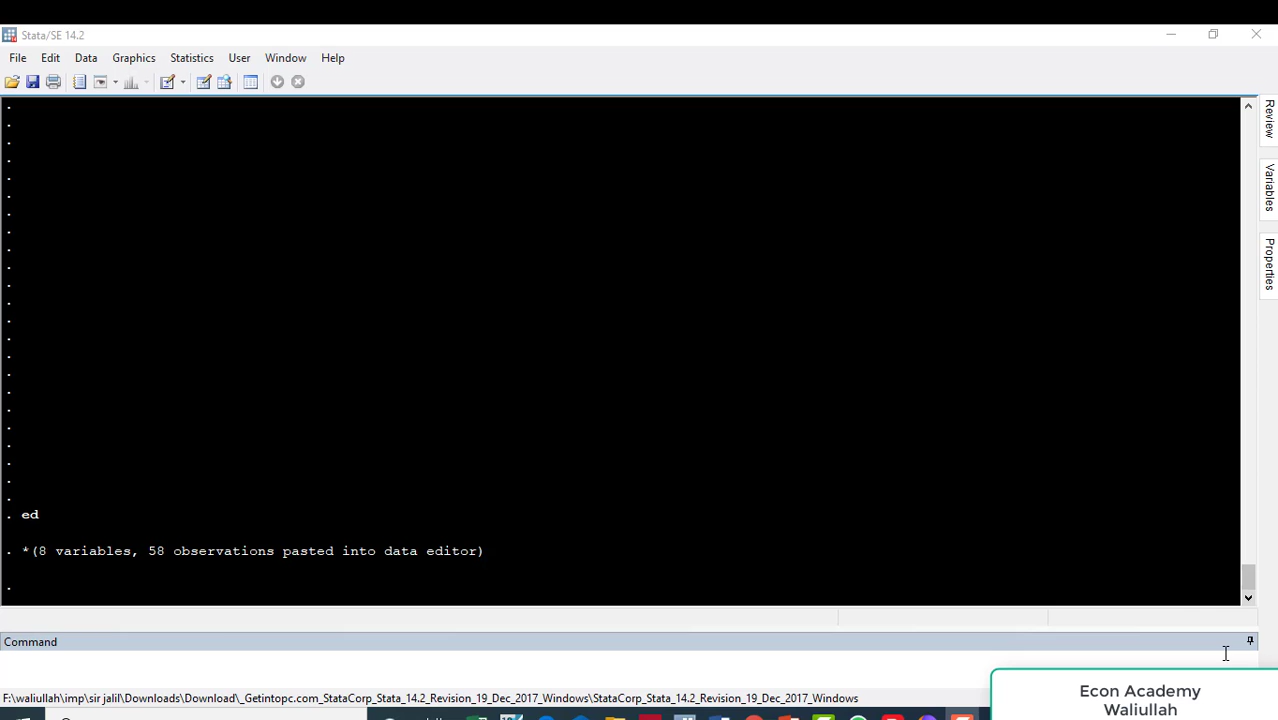 Stata/SE 14.2
File Edit Data Graphics Statistics User Window Help
Review
Variables
Properties
. ed
. *(8 variables, 58 observations pasted into data editor)
.
Command
F:\waliullah\imp\sir jalil\Downloads\Download\_Getintopc.com_StataCorp_Stata_14.2_Revision_19_Dec_2017_Windows\StataCorp_Stata_14.2_Revision_19_Dec_2017_Windows
Econ Academy
Waliullah